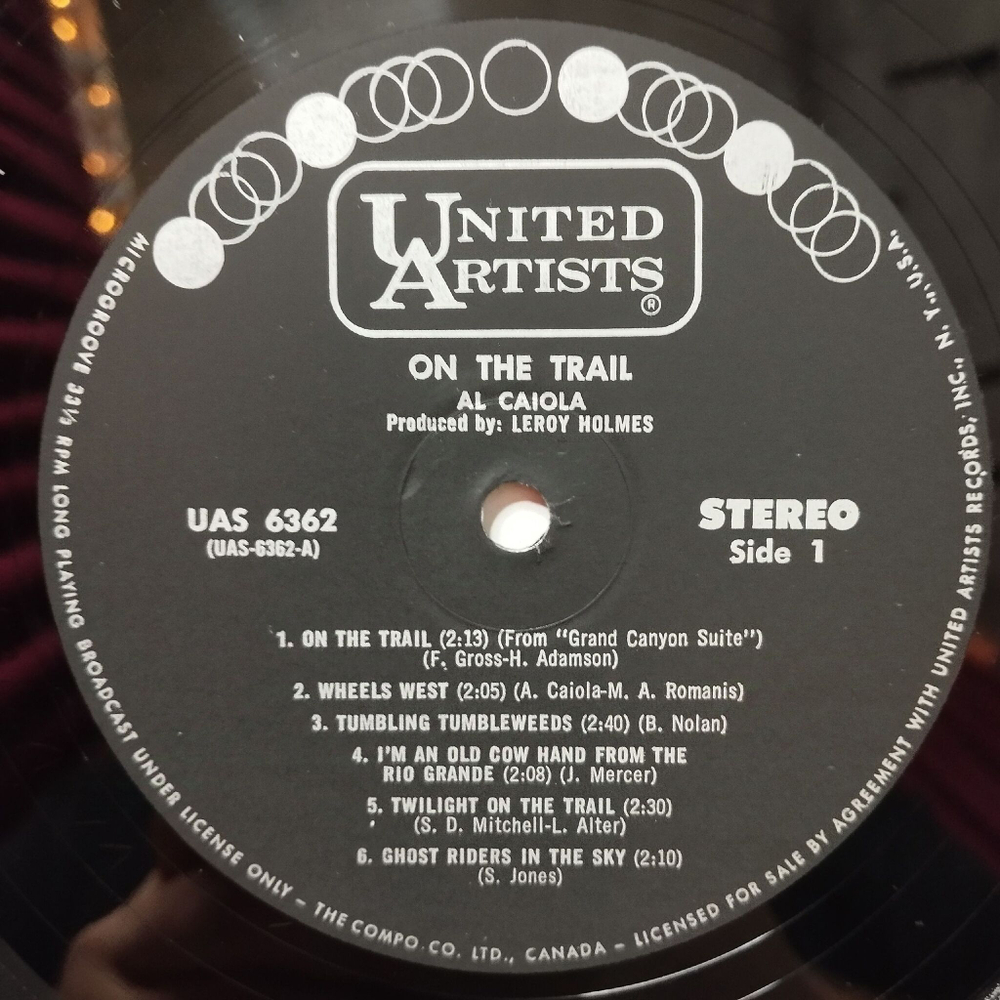 UNITED
ARTISTS
®
ON THE TRAIL
AL CAIOLA
Produced by: LEROY HOLMES
UAS 6362
(UAS-6362-A)
STEREO
Side 1
1. ON THE TRAIL (2:13) (From "Grand Canyon Suite")
(F. Gross-H. Adamson)
2. WHEELS WEST (2:05) (A. Caiola-M. A. Romanis)
3. TUMBLING TUMBLEWEEDS (2:40) (B. Nolan)
4. I'M AN OLD COW HAND FROM THE
RIO GRANDE (2:08) (J. Mercer)
5. TWILIGHT ON THE TRAIL (2:30)
(S. D. Mitchell-L. Alter)
6. GHOST RIDERS IN THE SKY (2:10)
(S. Jones)
MICROGROOVE 33⅓ RPM LONG PLAYING BROADCAST UNDER LICENSE ONLY – THE COMPO CO. LTD., CANADA – LICENSED FOR SALE BY AGREEMENT WITH UNITED ARTISTS RECORDS, INC., N. Y., U.S.A.